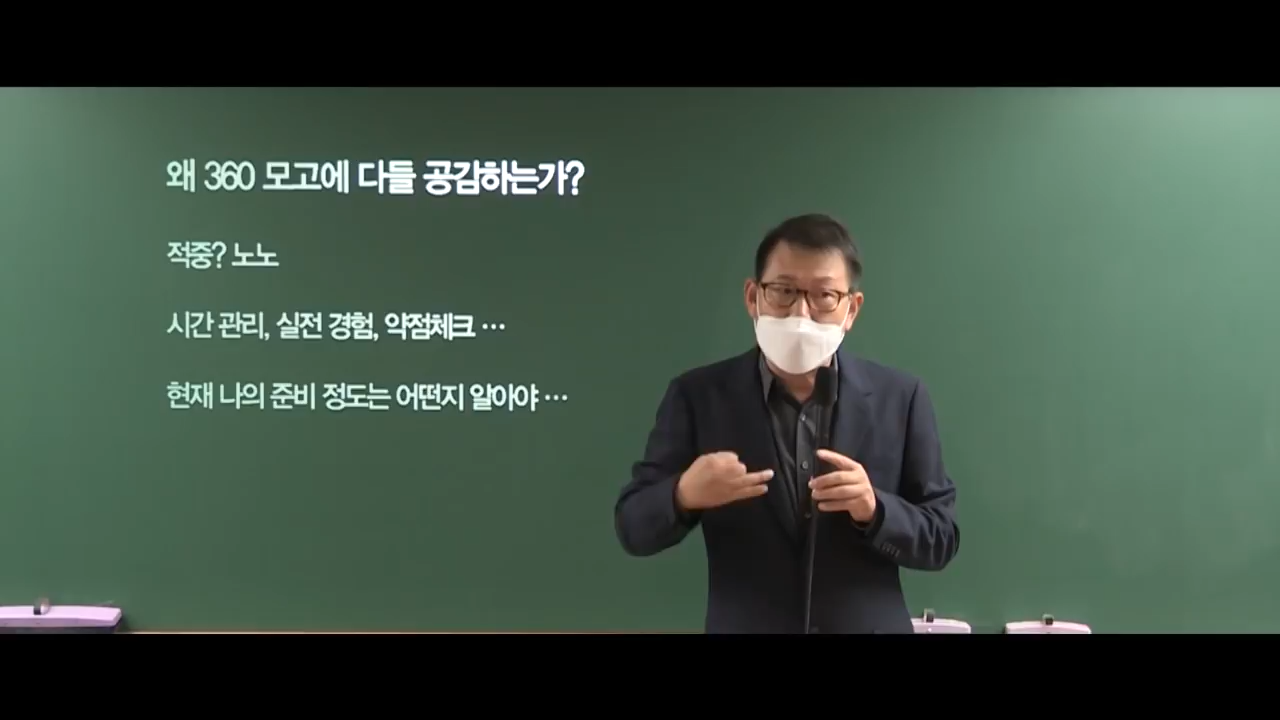 왜 360 모고에 다들 공감하는가?
적중? 노노
시간 관리, 실전 경험, 약점체크 …
현재 나의 준비 정도는 어떤지 알아야 …